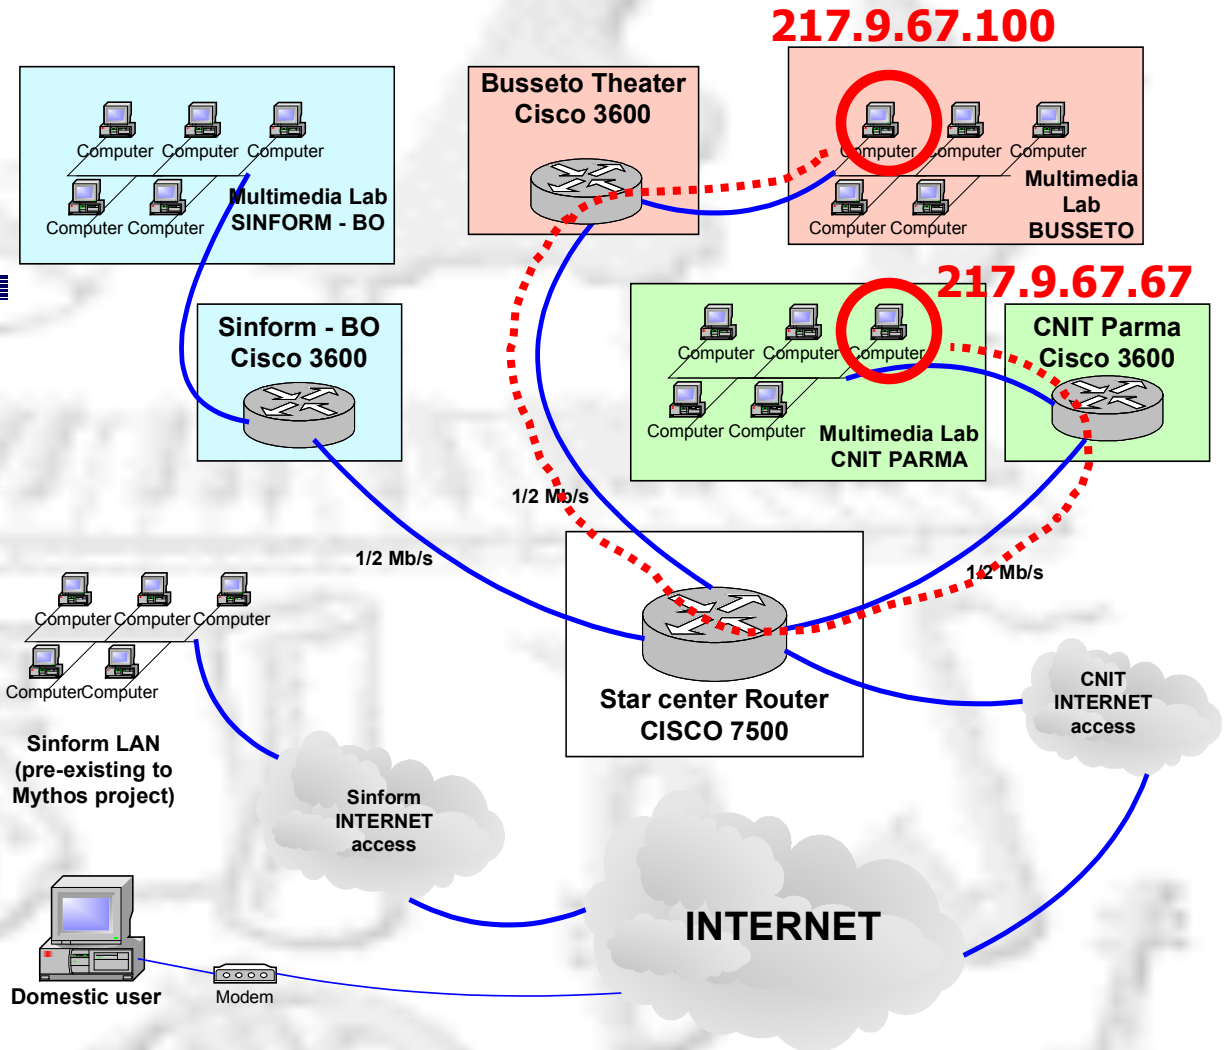 217.9.67.100
Busseto Theater
Cisco 3600
Computer Computer Computer
Multimedia Lab
SINFORM - BO
Computer Computer
Computer Computer Computer
Multimedia
Lab
BUSSETO
Computer Computer
217.9.67.67
Sinform - BO
Cisco 3600
Computer Computer Computer
Computer Computer
Multimedia Lab
CNIT PARMA
CNIT Parma
Cisco 3600
1/2 Mb/s
1/2 Mb/s
1/2 Mb/s
Computer Computer Computer
Computer Computer
Sinform LAN
(pre-existing to
Mythos project)
Star center Router
CISCO 7500
CNIT
INTERNET
access
Sinform
INTERNET
access
INTERNET
Domestic user
Modem